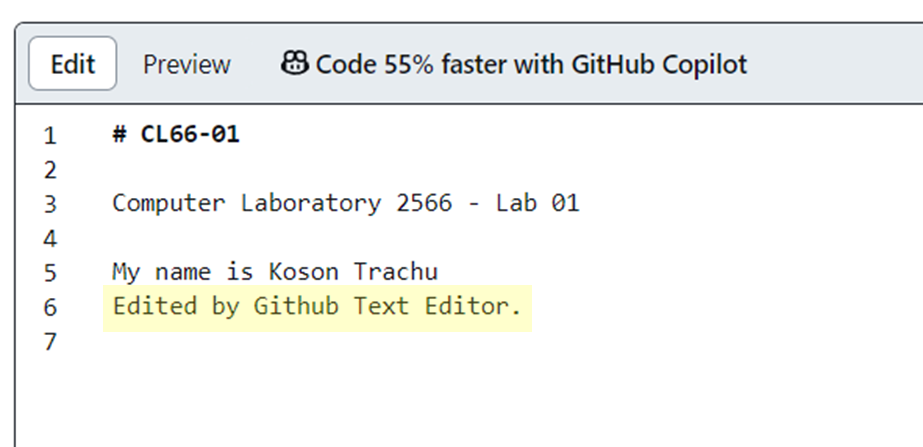 Edit Preview Code 55% faster with GitHub Copilot
1 # CL66-01
2
3 Computer Laboratory 2566 - Lab 01
4
5 My name is Koson Trachu
6 Edited by Github Text Editor.
7